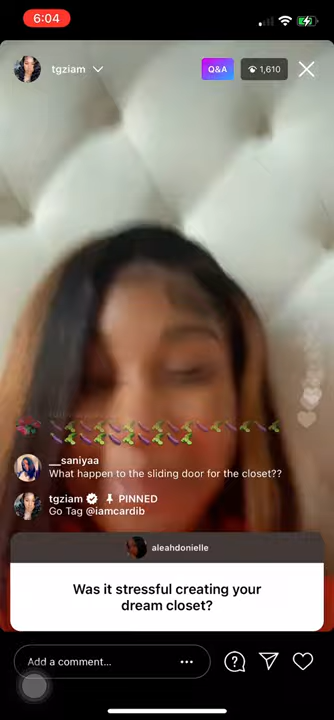 6:04
tgziam
Q&A
1,610
__saniyaa
What happen to the sliding door for the closet??
tgziam PINNED
Go Tag @iamcardib
aleahdonielle
Was it stressful creating your
dream closet?
Add a comment...